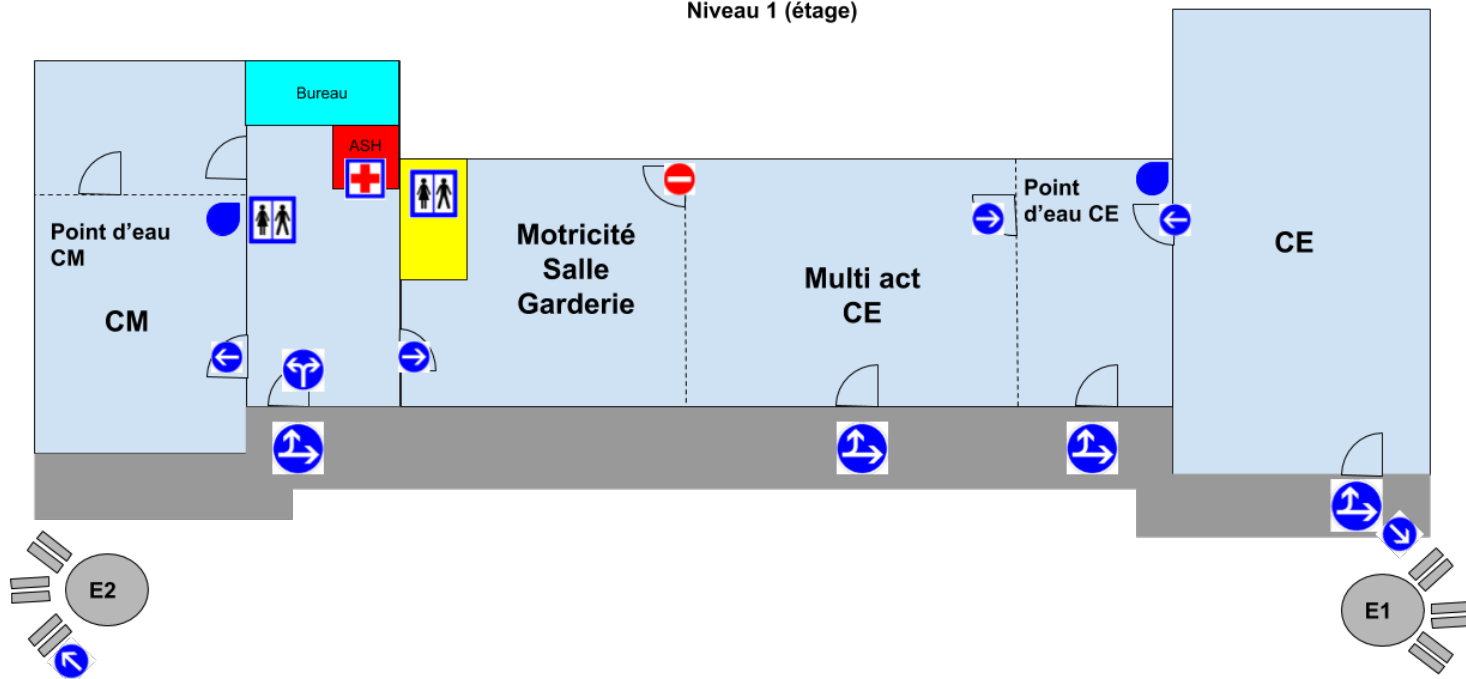 Niveau 1 (étage)
Bureau
ASH
Point d’eau
CM
CM
Motricité
Salle
Garderie
Multi act
CE
Point
d’eau CE
CE
E2
E1